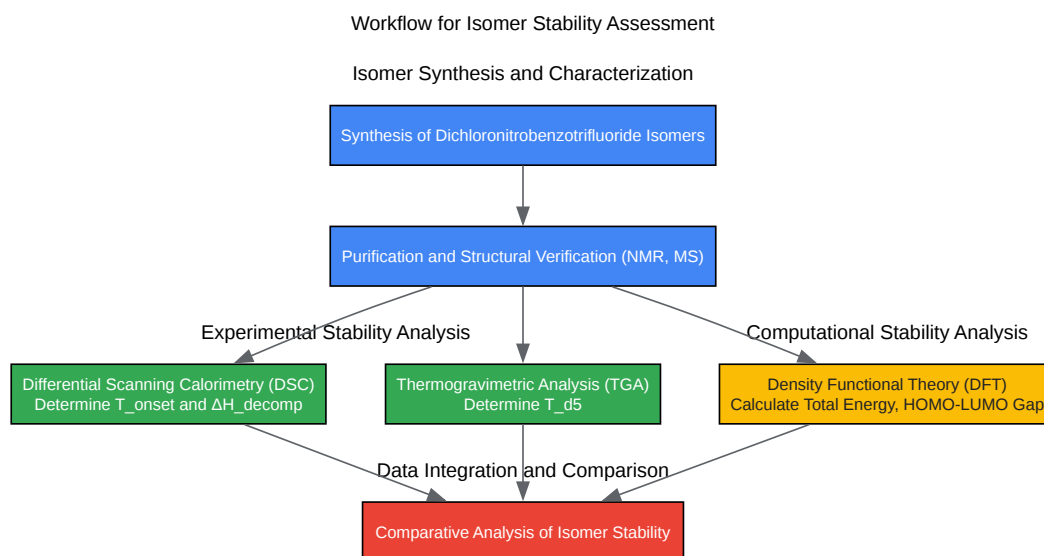 Workflow for Isomer Stability Assessment
Isomer Synthesis and Characterization
Synthesis of Dichloronitrobenzotrifluoride Isomers
Purification and Structural Verification (NMR, MS)
Experimental Stability Analysis
Computational Stability Analysis
Differential Scanning Calorimetry (DSC)
Determine T_onset and ΔH_decomp
Thermogravimetric Analysis (TGA)
Determine T_d5
Density Functional Theory (DFT)
Calculate Total Energy, HOMO-LUMO Gap
Data Integration and Comparison
Comparative Analysis of Isomer Stability